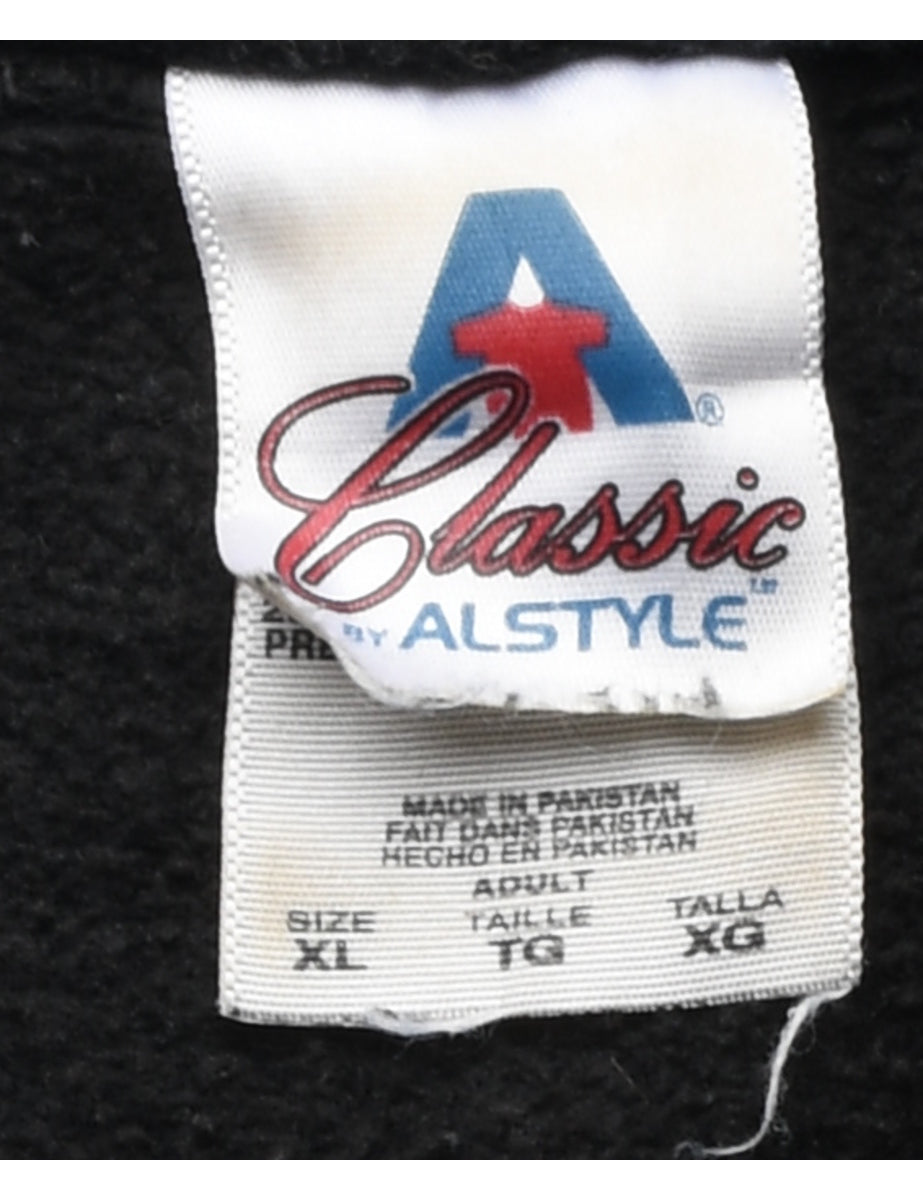 A ®
Classic
BY ALSTYLE
PRE
MADE IN PAKISTAN
FAIT DANS PAKISTAN
HECHO EN PAKISTAN
ADULT
SIZE TAILLE TALLA
XL TG XG